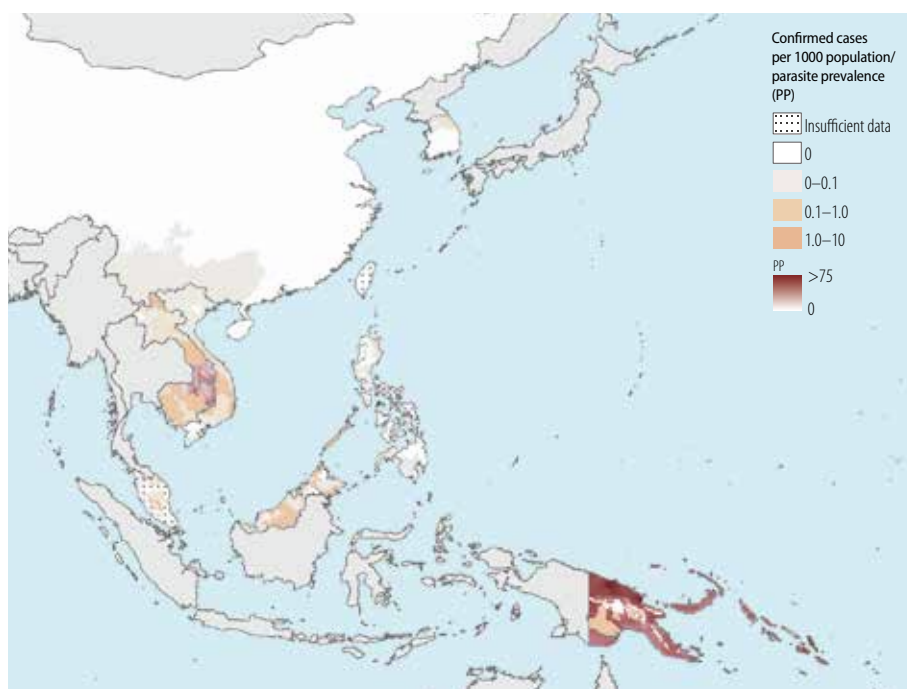 Confirmed cases
per 1000 population/
parasite prevalence
(PP)
Insufficient data
0
0–0.1
0.1–1.0
1.0–10
PP
>75
0